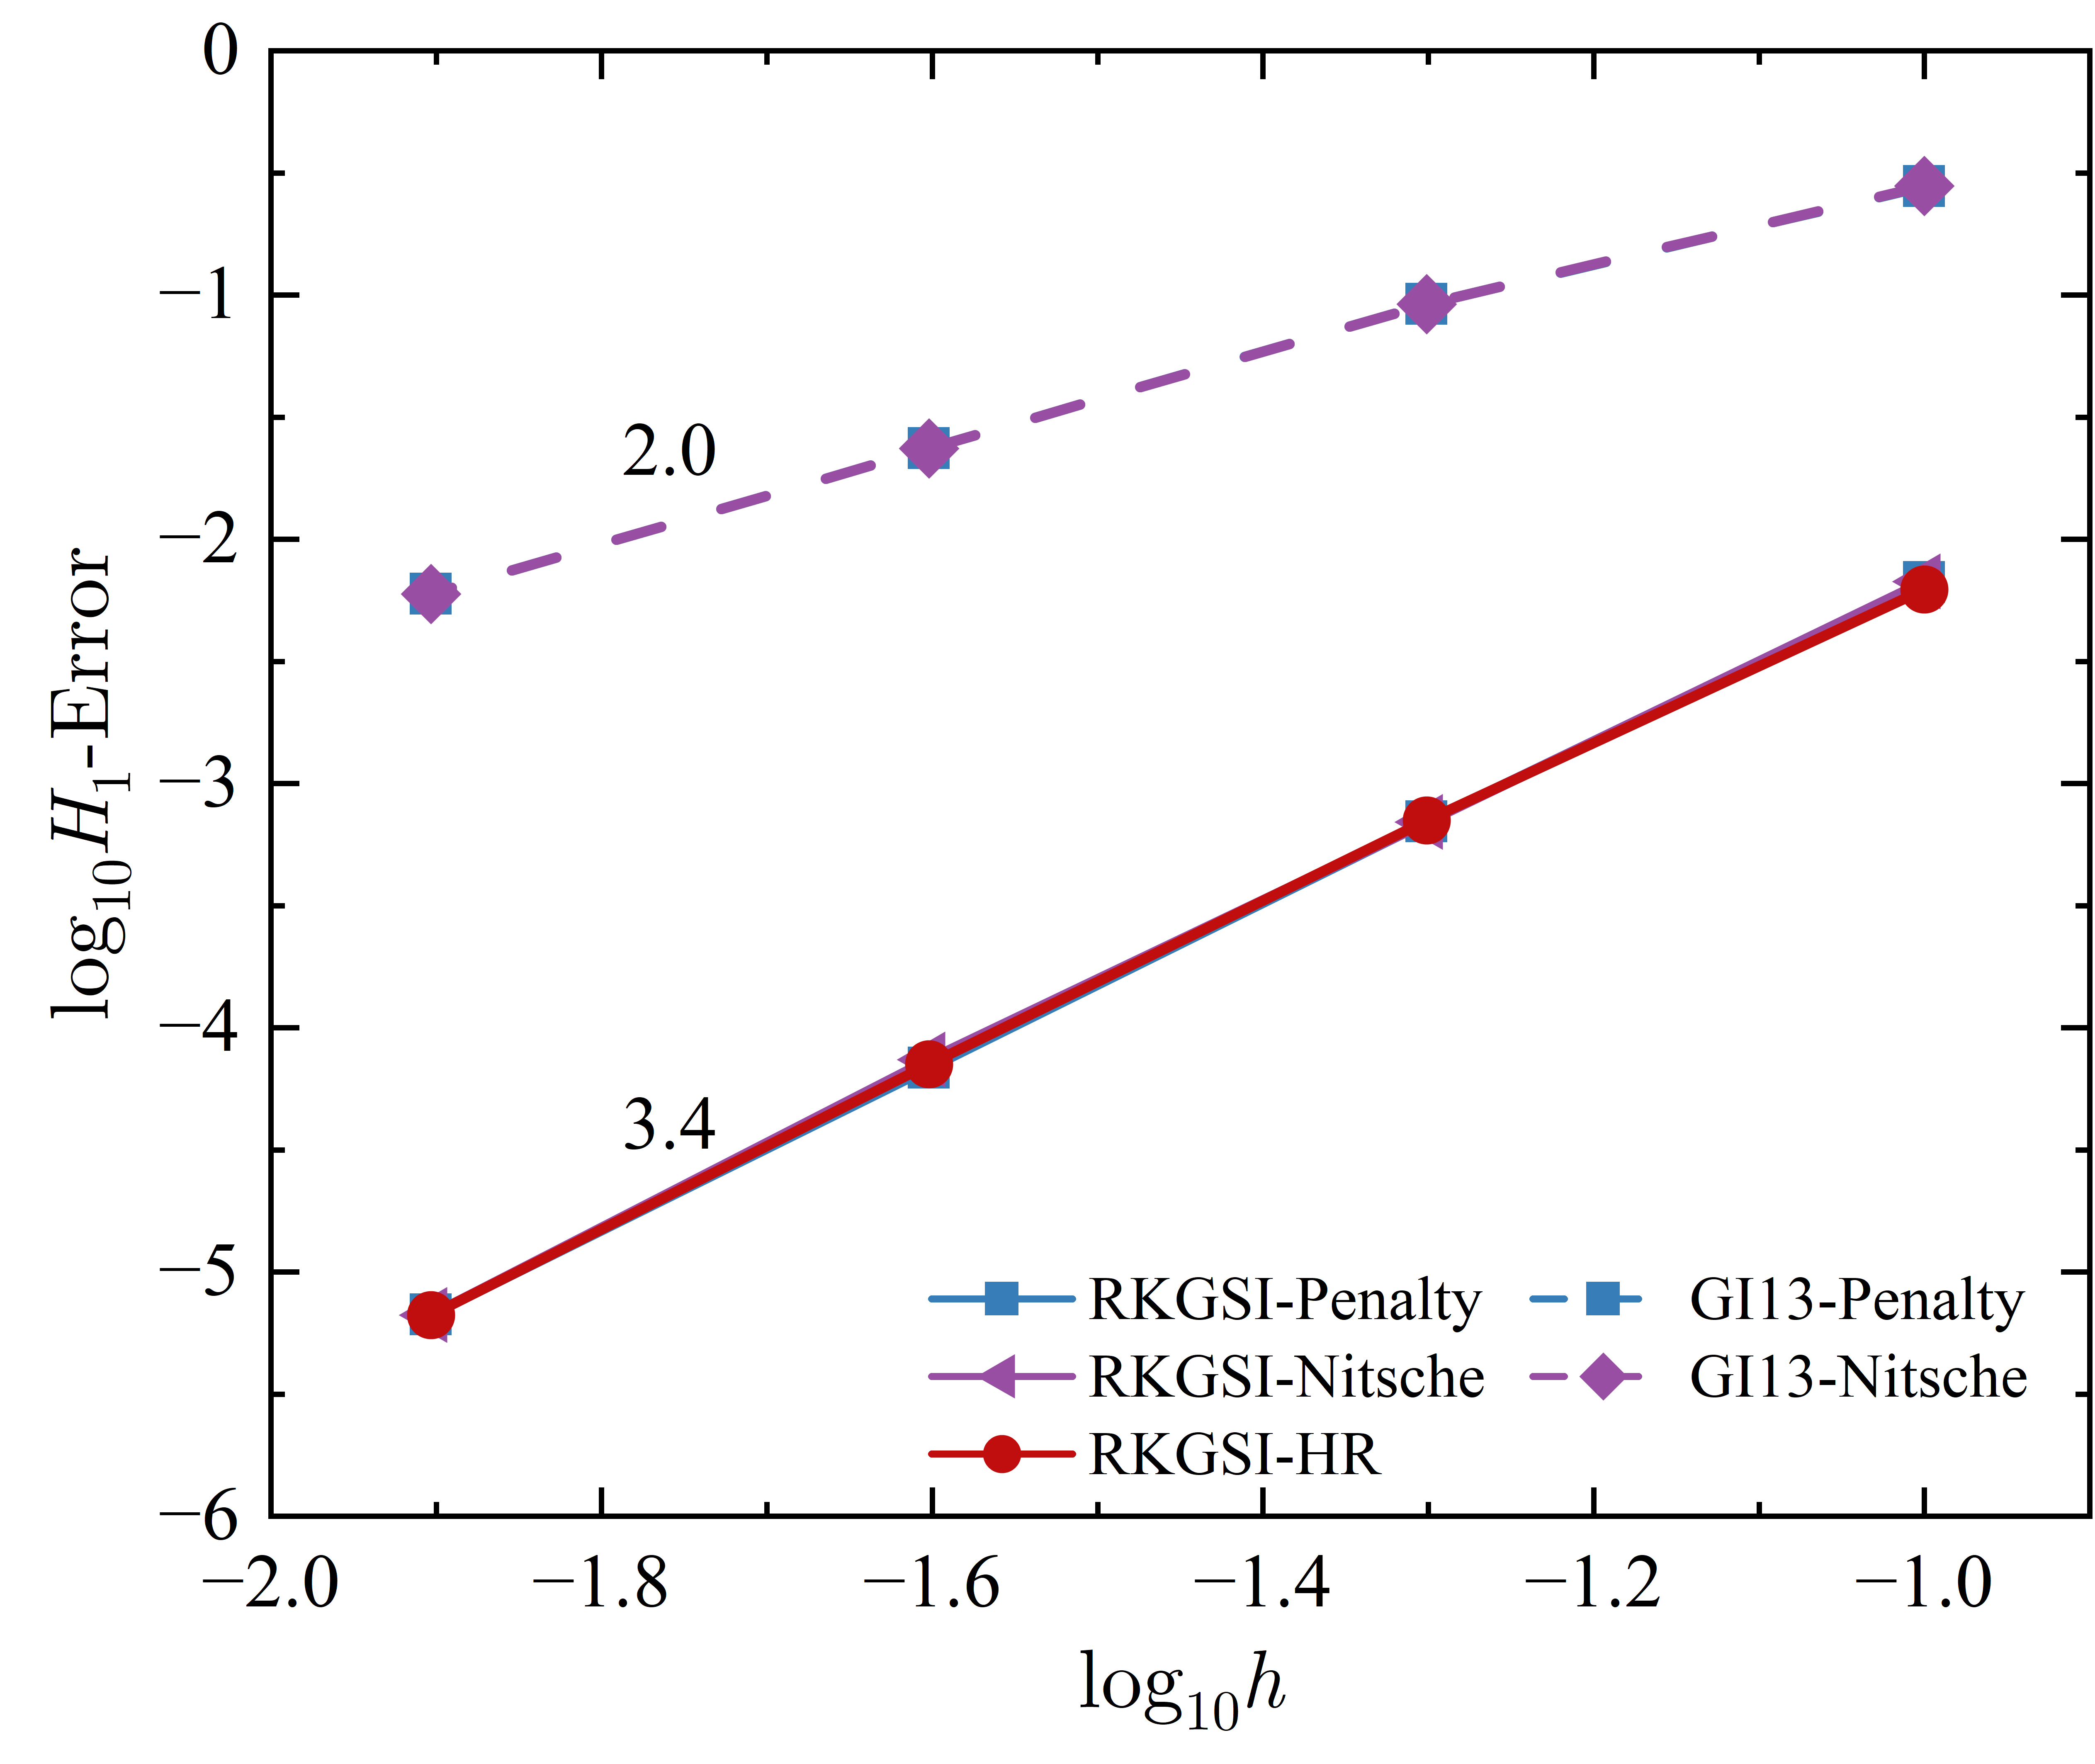 0
−1
−2
−3
−4
−5
−6
log₁₀H₁-Error
2.0
3.4
RKGSI-Penalty
GI13-Penalty
RKGSI-Nitsche
GI13-Nitsche
RKGSI-HR
−2.0 −1.8 −1.6 −1.4 −1.2 −1.0
log₁₀h